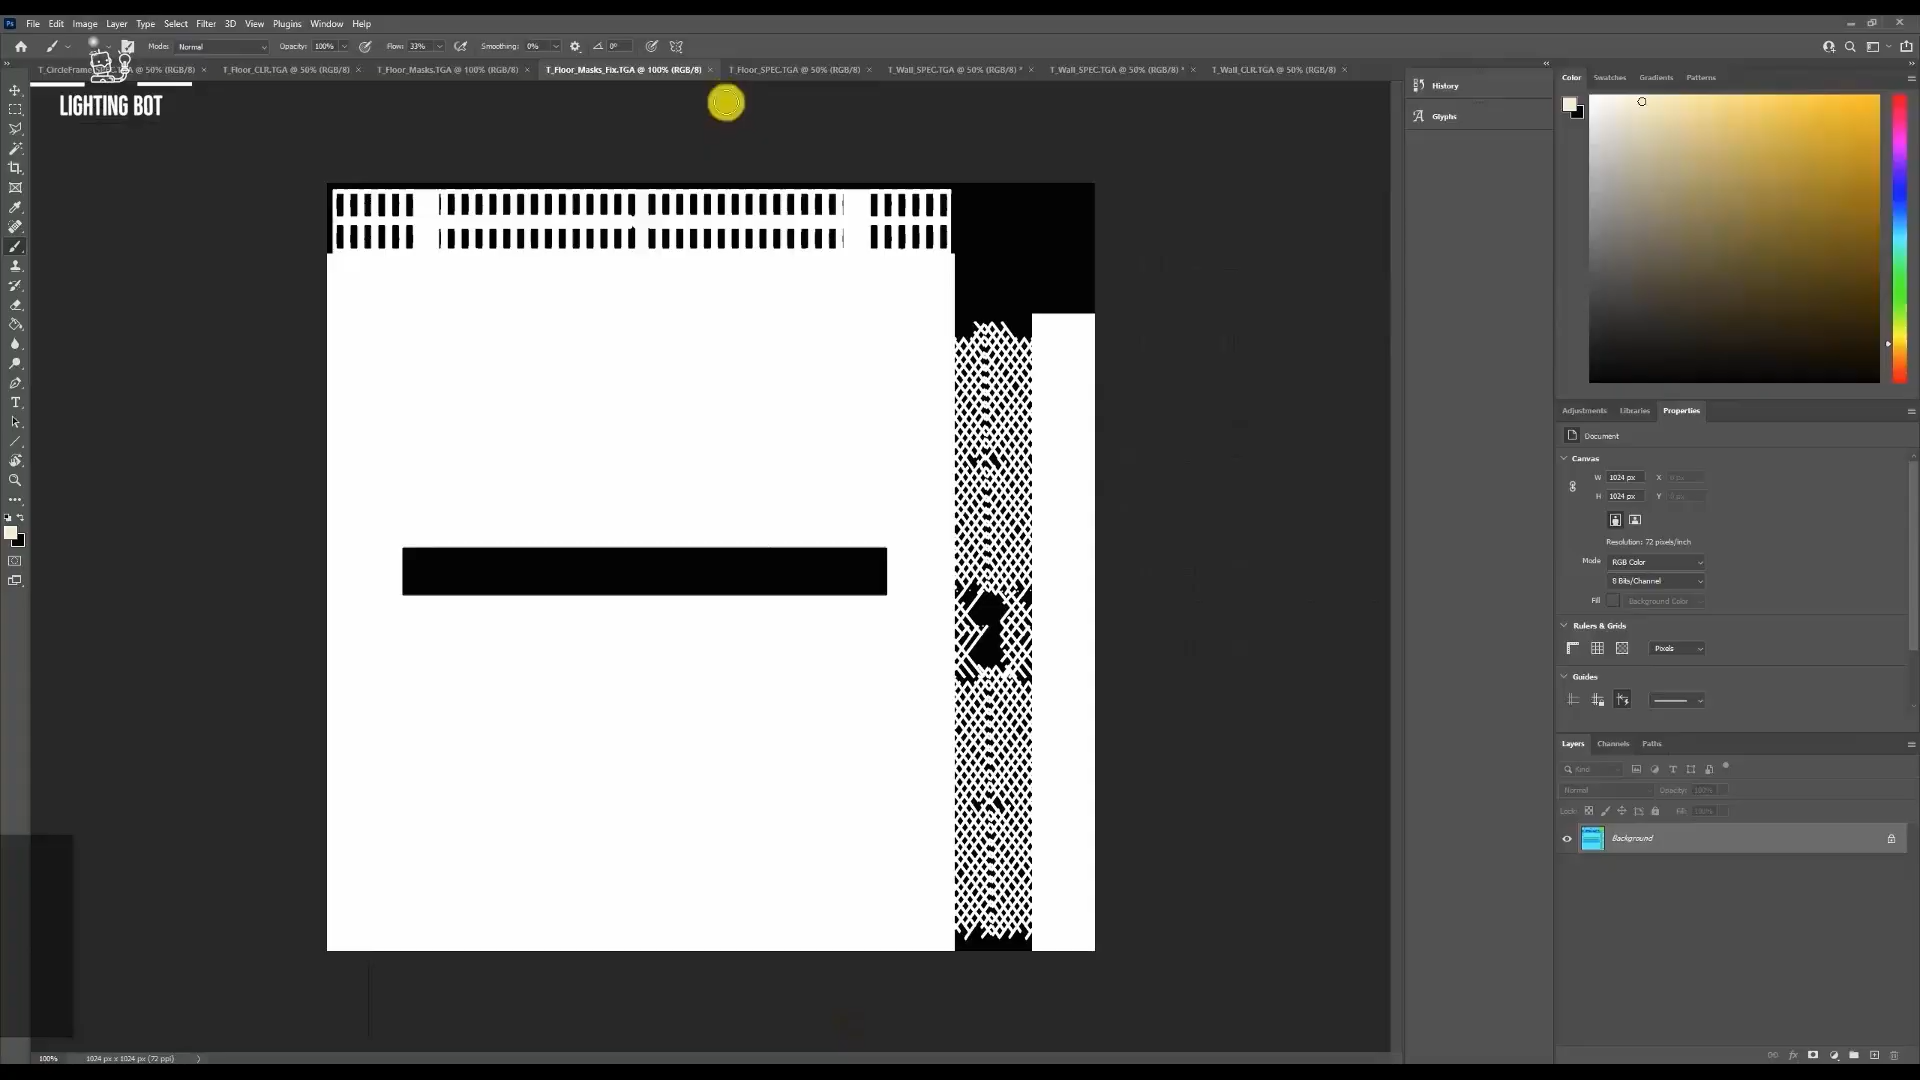 File Edit Image Layer Type Select Filter 3D View Plugins Window Help
Mode: Normal Opacity: 100% Flow: 33% Smoothing: 0% 0°
T_CircleFrame @ 50% (RGB/8) × T_Floor_CLR.TGA @ 50% (RGB/8) × T_Floor_Masks.TGA @ 100% (RGB/8) × T_Floor_Masks_Fix.TGA @ 100% (RGB/8) × T_Floor_SPEC.TGA @ 50% (RGB/8) × T_Wall_SPEC.TGA @ 50% (RGB/8) * × T_Wall_SPEC.TGA @ 50% (RGB/8) * × T_Wall_CLR.TGA @ 50% (RGB/8) ×
LIGHTING BOT
History
Glyphs
Color Swatches Gradients Patterns
Adjustments Libraries Properties
Document
Canvas
W 1024 px X 0 px
H 1024 px Y 0 px
Resolution: 72 pixels/inch
Mode RGB Color
8 Bits/Channel
Fill Background Color
Rulers & Grids
Pixels
Guides
Layers Channels Paths
Kind
Normal Opacity: 100%
Lock: Fill: 100%
Background
fx
100% 1024 px x 1024 px (72 ppi)